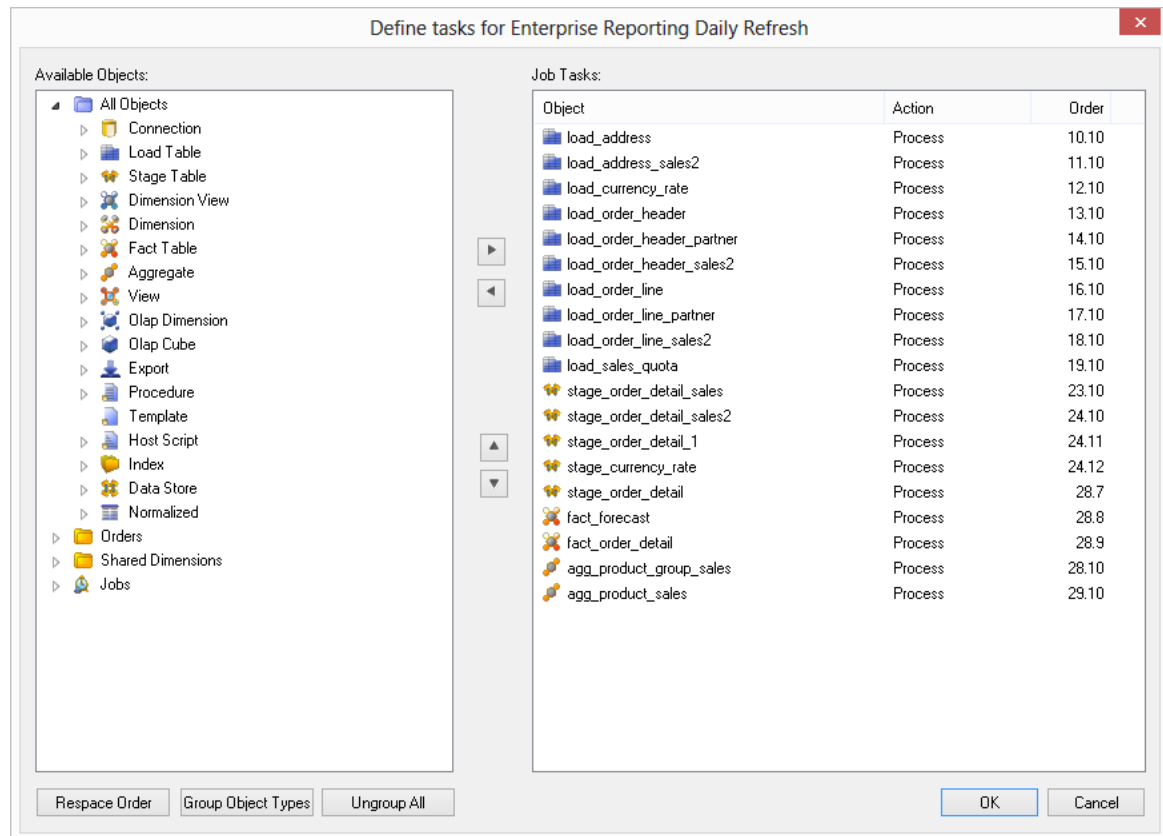 Define tasks for Enterprise Reporting Daily Refresh
Available Objects:
All Objects
Connection
Load Table
Stage Table
Dimension View
Dimension
Fact Table
Aggregate
View
Olap Dimension
Olap Cube
Export
Procedure
Template
Host Script
Index
Data Store
Normalized
Orders
Shared Dimensions
Jobs
Job Tasks:
Object Action Order
load_address Process 10.10
load_address_sales2 Process 11.10
load_currency_rate Process 12.10
load_order_header Process 13.10
load_order_header_partner Process 14.10
load_order_header_sales2 Process 15.10
load_order_line Process 16.10
load_order_line_partner Process 17.10
load_order_line_sales2 Process 18.10
load_sales_quota Process 19.10
stage_order_detail_sales Process 23.10
stage_order_detail_sales2 Process 24.10
stage_order_detail_1 Process 24.11
stage_currency_rate Process 24.12
stage_order_detail Process 28.7
fact_forecast Process 28.8
fact_order_detail Process 28.9
agg_product_group_sales Process 28.10
agg_product_sales Process 29.10
Respace Order Group Object Types Ungroup All OK Cancel